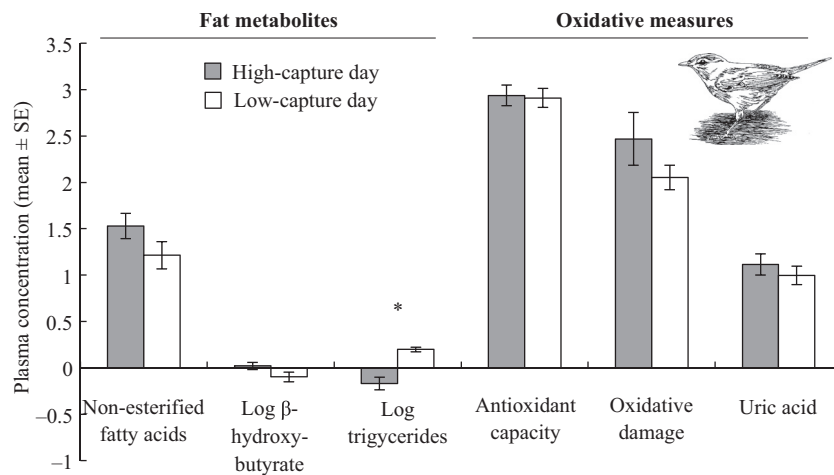 Fat metabolites
Oxidative measures
Plasma concentration (mean ± SE)
3.5
3
2.5
2
1.5
1
0.5
0
–0.5
–1
High-capture day
Low-capture day
*
Non-esterified
fatty acids
Log β-
hydroxy-
butyrate
Log
trigycerides
Antioxidant
capacity
Oxidative
damage
Uric acid